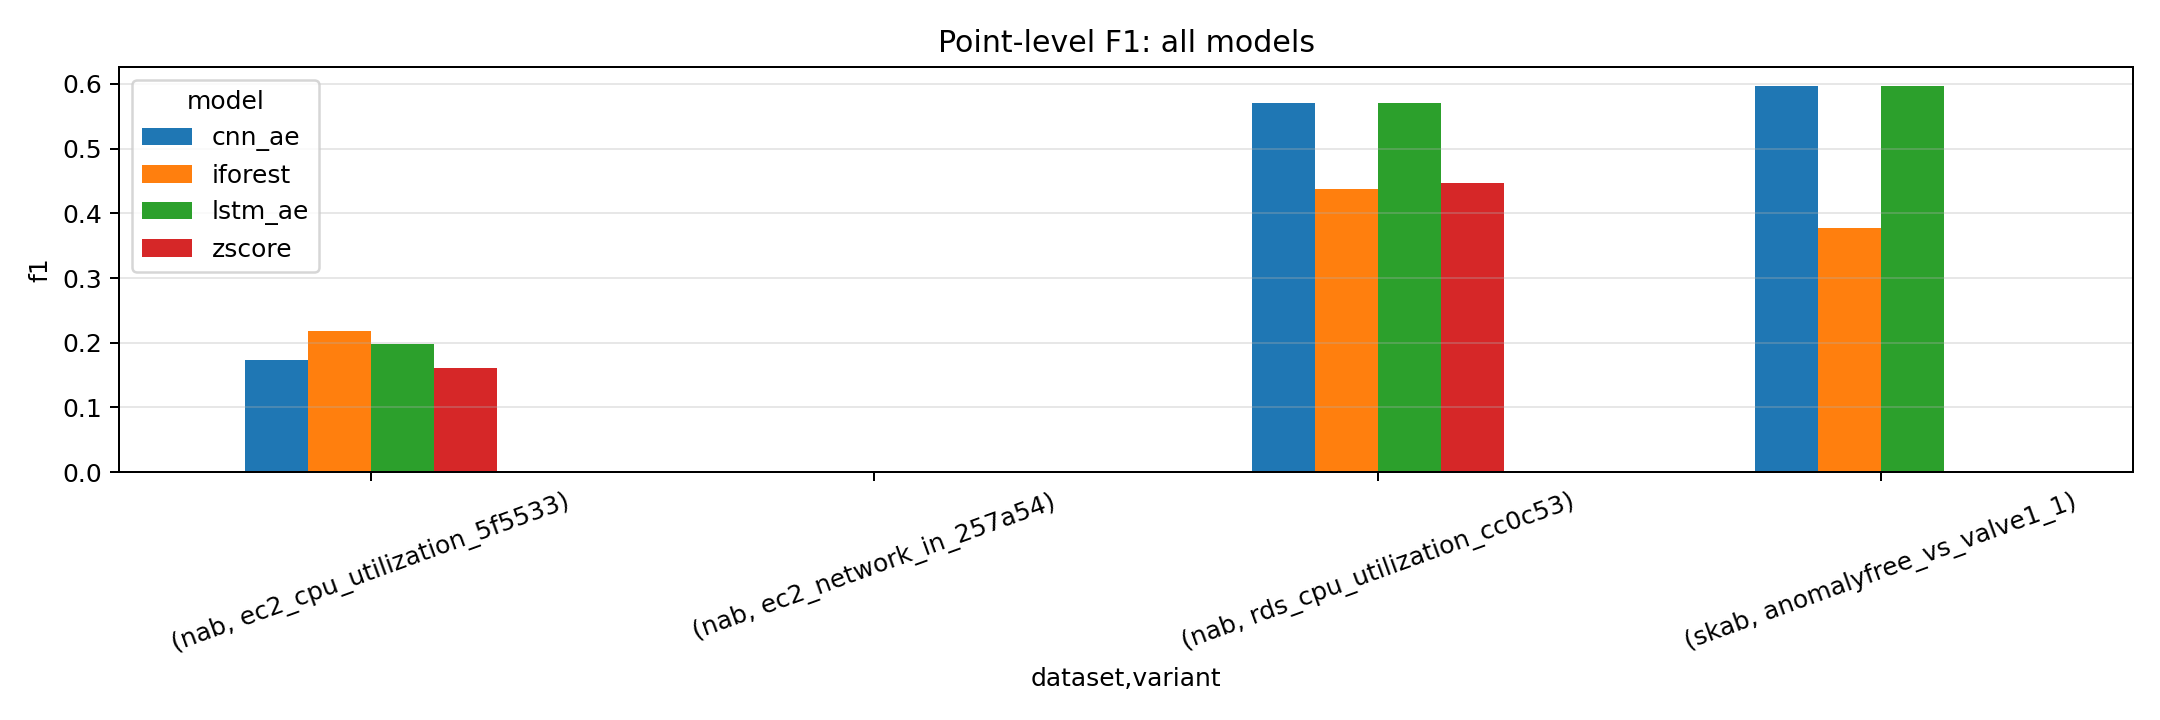 Point-level F1: all models
model
cnn_ae
iforest
lstm_ae
zscore
f1
0.6
0.5
0.4
0.3
0.2
0.1
0.0
(nab, ec2_cpu_utilization_5f5533)
(nab, ec2_network_in_257a54)
(nab, rds_cpu_utilization_cc0c53)
(skab, anomalyfree_vs_valve1_1)
dataset,variant